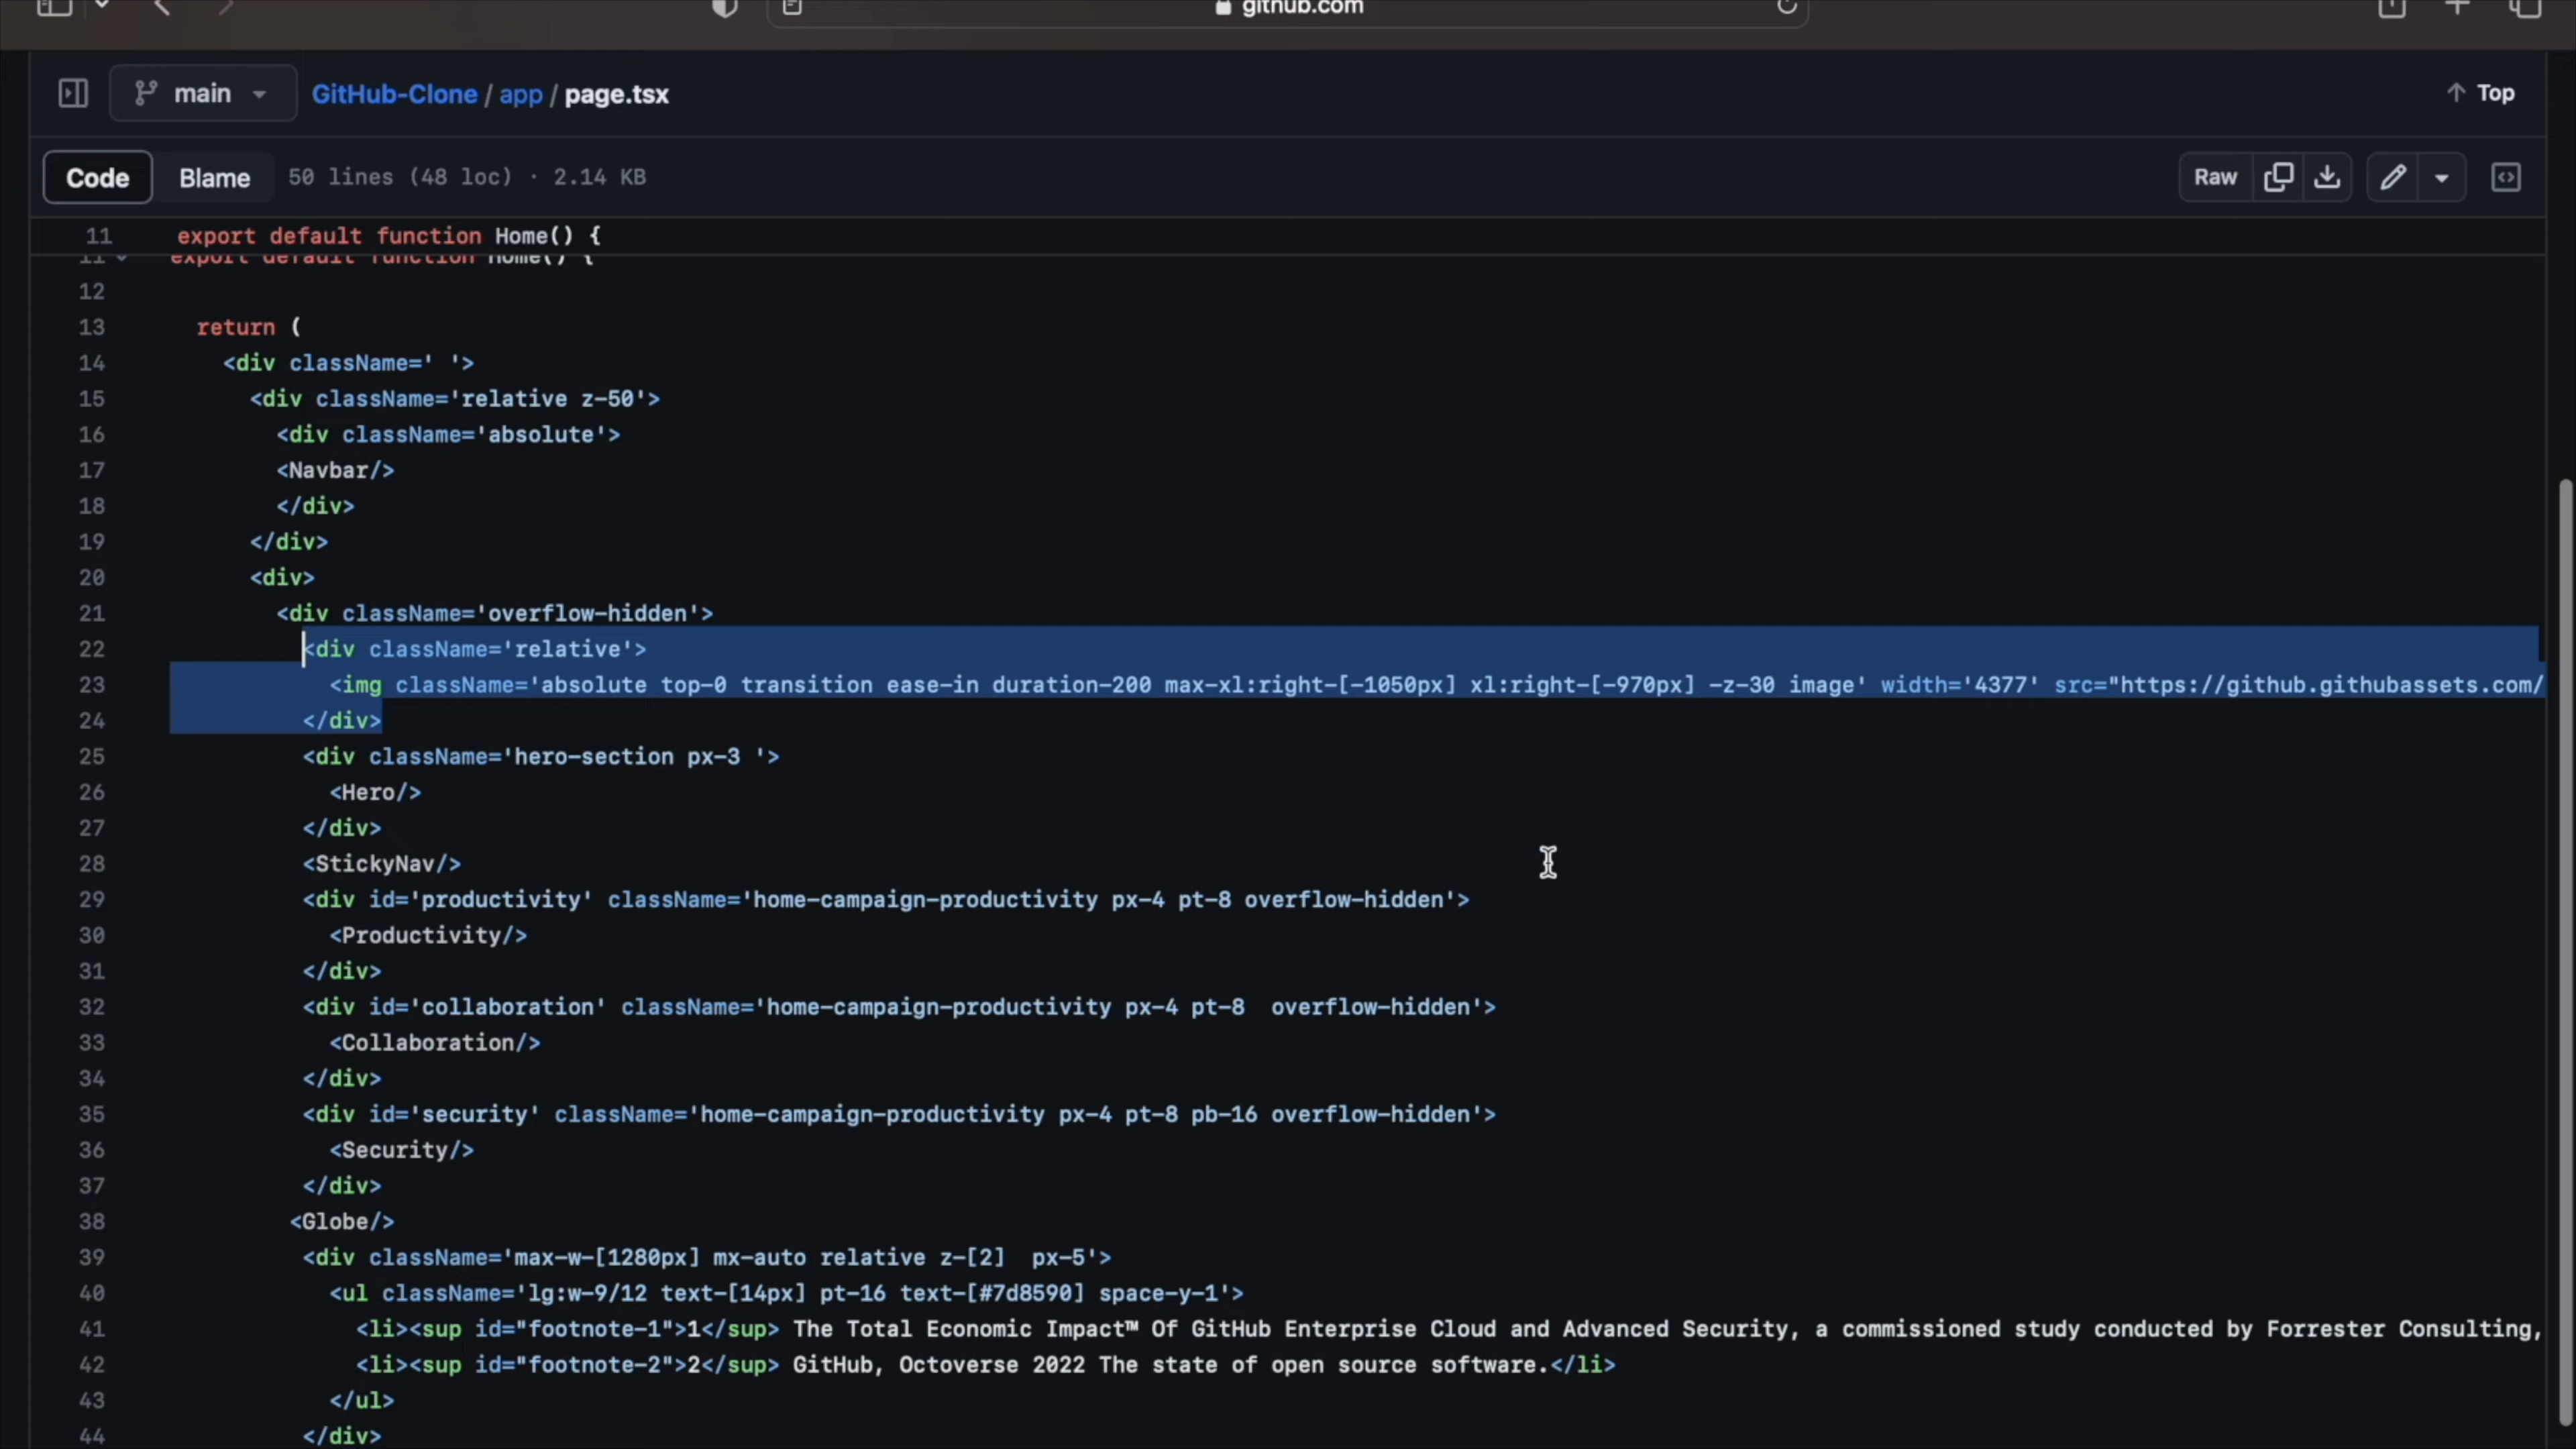 github.com
main GitHub-Clone / app / page.tsx Top
Code Blame 50 lines (48 loc) · 2.14 KB Raw
11 export default function Home() {
11 export default function Home() {
12
13 return (
14 <div className=' '>
15 <div className='relative z-50'>
16 <div className='absolute'>
17 <Navbar/>
18 </div>
19 </div>
20 <div>
21 <div className='overflow-hidden'>
22 <div className='relative'>
23 <img className='absolute top-0 transition ease-in duration-200 max-xl:right-[-1050px] xl:right-[-970px] -z-30 image' width='4377' src="https://github.githubassets.com/
24 </div>
25 <div className='hero-section px-3 '>
26 <Hero/>
27 </div>
28 <StickyNav/>
29 <div id='productivity' className='home-campaign-productivity px-4 pt-8 overflow-hidden'>
30 <Productivity/>
31 </div>
32 <div id='collaboration' className='home-campaign-productivity px-4 pt-8  overflow-hidden'>
33 <Collaboration/>
34 </div>
35 <div id='security' className='home-campaign-productivity px-4 pt-8 pb-16 overflow-hidden'>
36 <Security/>
37 </div>
38 <Globe/>
39 <div className='max-w-[1280px] mx-auto relative z-[2]  px-5'>
40 <ul className='lg:w-9/12 text-[14px] pt-16 text-[#7d8590] space-y-1'>
41 <li><sup id="footnote-1">1</sup> The Total Economic Impact™ Of GitHub Enterprise Cloud and Advanced Security, a commissioned study conducted by Forrester Consulting,
42 <li><sup id="footnote-2">2</sup> GitHub, Octoverse 2022 The state of open source software.</li>
43 </ul>
44 </div>